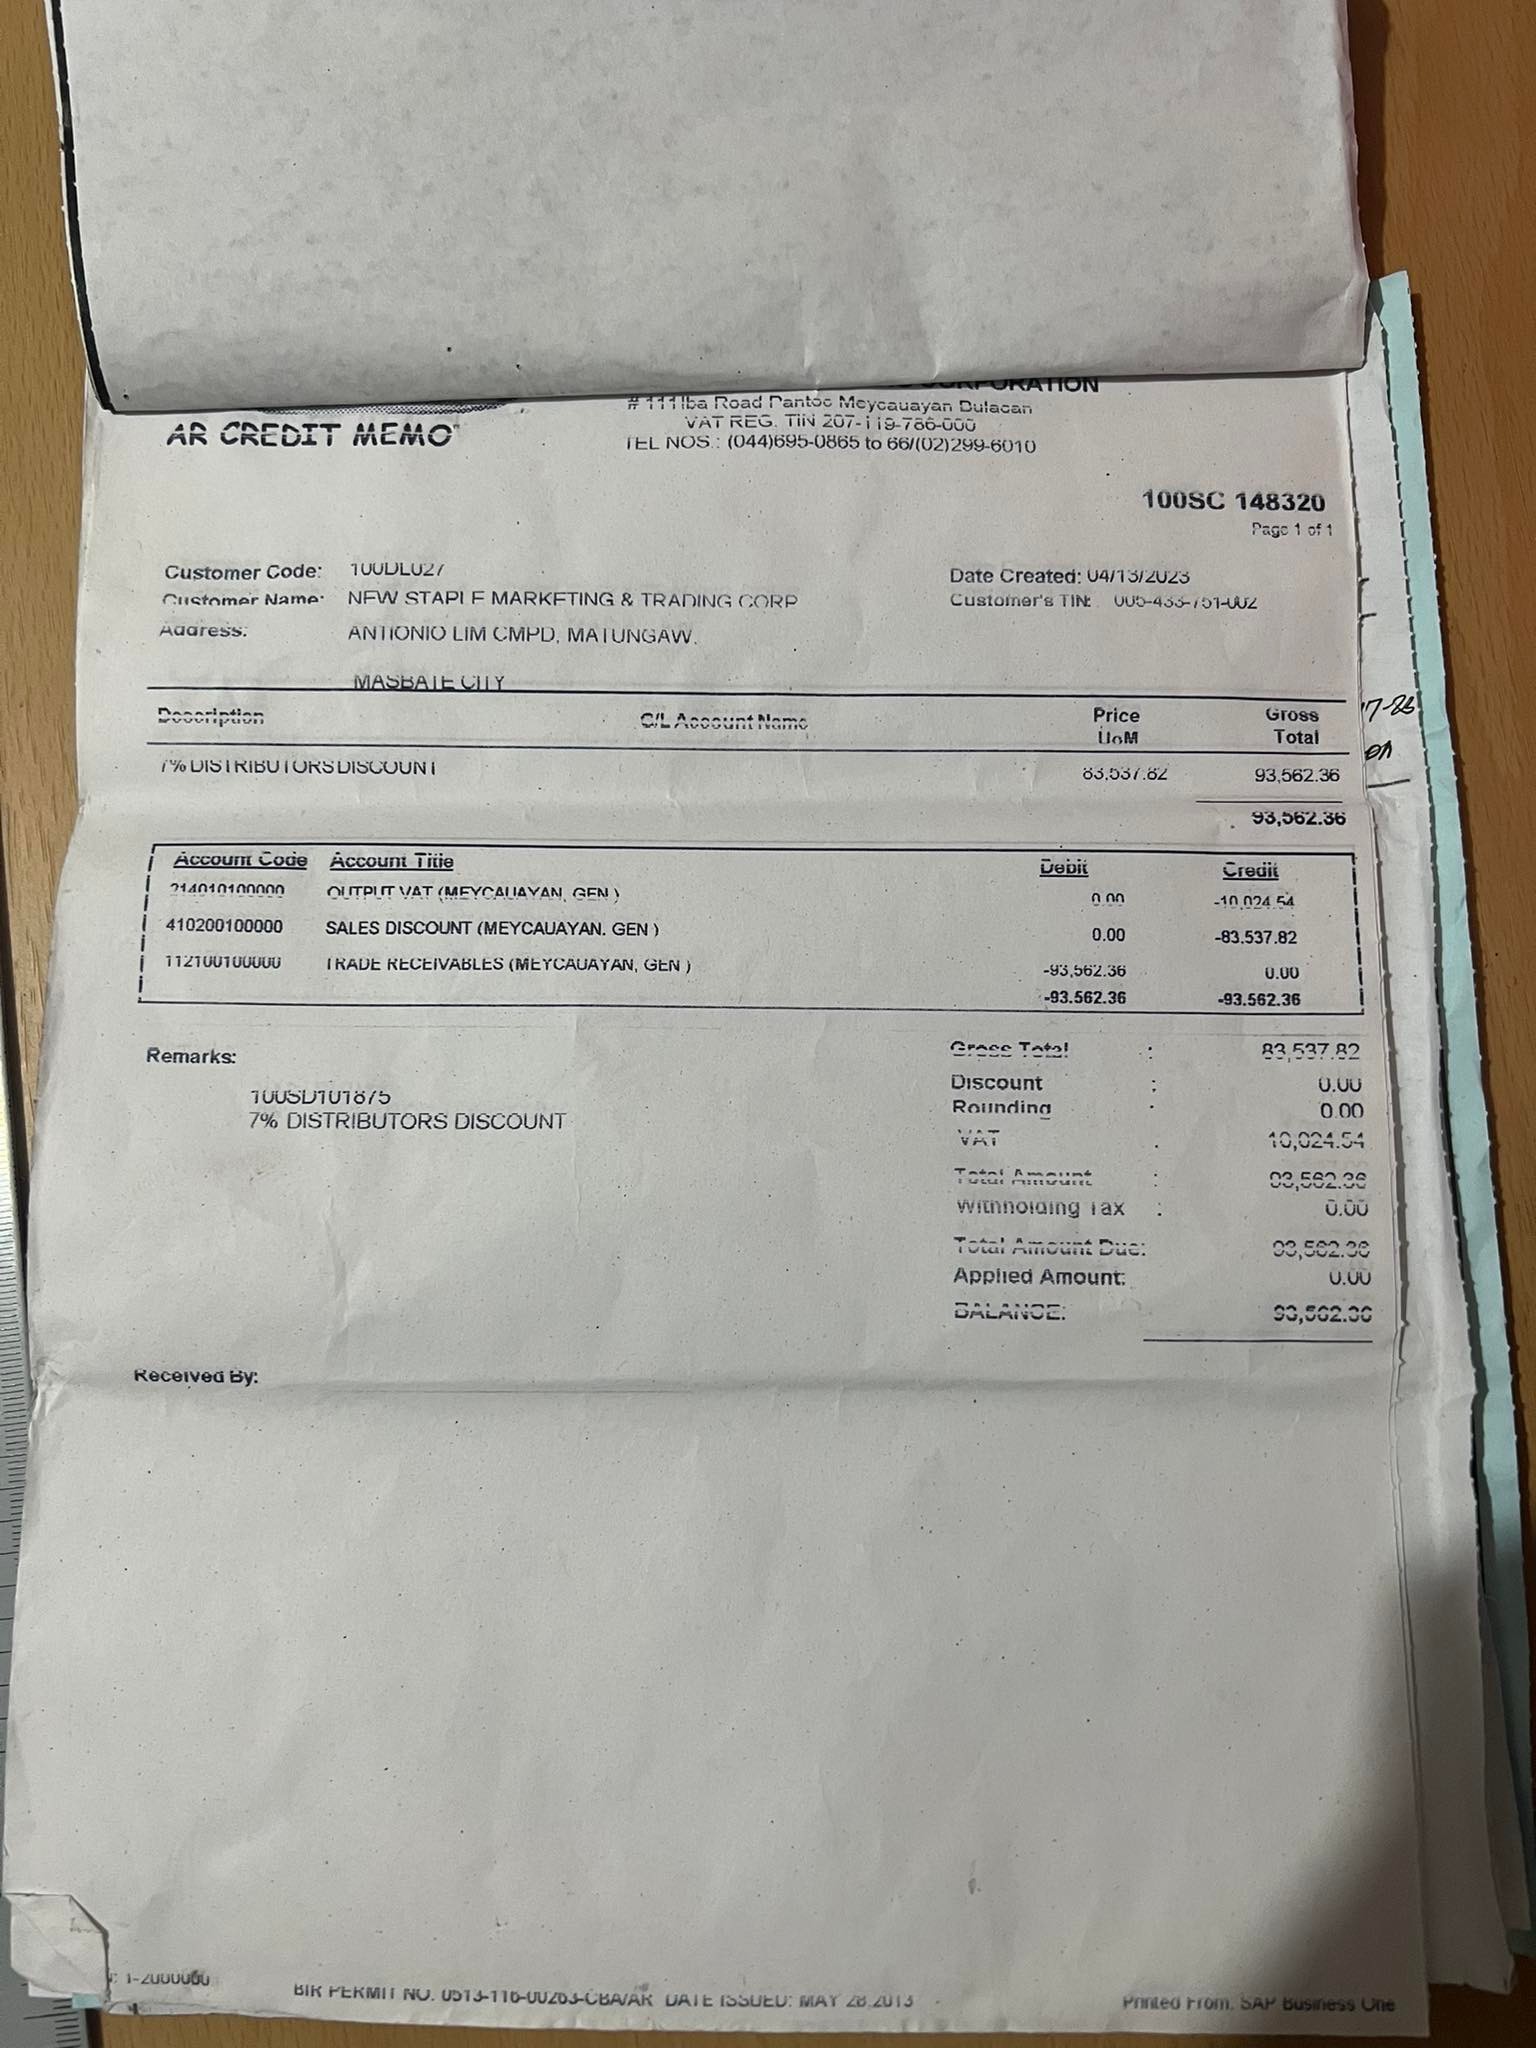 CORPORATION
# 111 Iba Road Pantoc Meycauayan Bulacan
VAT REG. TIN 207-119-786-000
TEL NOS.: (044)695-0865 to 66/(02)299-6010
AR CREDIT MEMO
100SC 148320
Page 1 of 1
Customer Code: 100DL027
Date Created: 04/13/2023
Customer Name: NEW STAPLE MARKETING & TRADING CORP
Customer's TIN: 005-433-751-002
Address: ANTIONIO LIM CMPD, MATUNGAW,
MASBATE CITY
Description G/L Account Name Price UoM Gross Total
7% DISTRIBUTORS DISCOUNT 83,537.82 93,562.36
93,562.36
Account Code Account Title Debit Credit
214010100000 OUTPUT VAT (MEYCAUAYAN, GEN ) 0.00 -10,024.54
410200100000 SALES DISCOUNT (MEYCAUAYAN, GEN ) 0.00 -83,537.82
112100100000 TRADE RECEIVABLES (MEYCAUAYAN, GEN ) -93,562.36 0.00
-93,562.36 -93,562.36
Remarks:
100SD101875
7% DISTRIBUTORS DISCOUNT
Gross Total : 83,537.82
Discount : 0.00
Rounding : 0.00
VAT : 10,024.54
Total Amount : 93,562.36
Withholding Tax : 0.00
Total Amount Due: 93,562.36
Applied Amount: 0.00
BALANCE: 93,562.36
Received By:
1-2000000
BIR PERMIT NO. 0513-116-00263-CBA/AR DATE ISSUED: MAY 28,2013
Printed From: SAP Business One